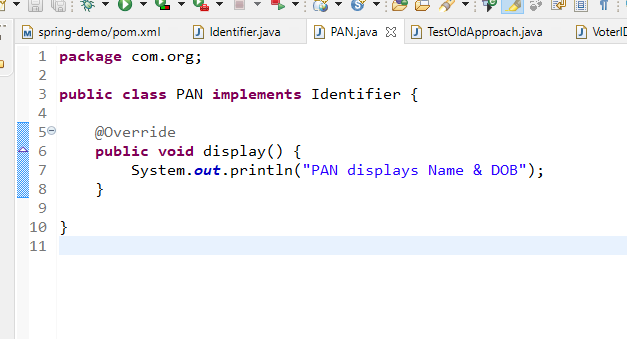 spring-demo/pom.xml Identifier.java PAN.java TestOldApproach.java VoterID
1 package com.org;
2
3 public class PAN implements Identifier {
4
5 @Override
6 public void display() {
7 System.out.println("PAN displays Name & DOB");
8 }
9
10 }
11